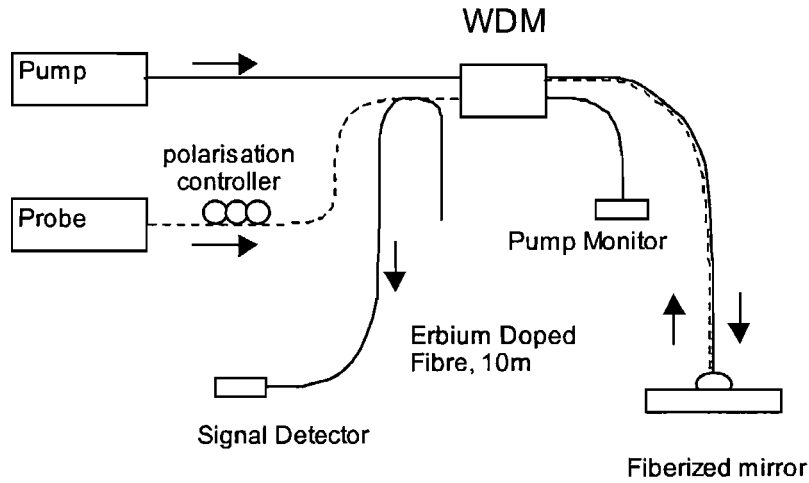 WDM
Pump
polarisation
controller
Probe
Pump Monitor
Erbium Doped
Fibre, 10m
Signal Detector
Fiberized mirror